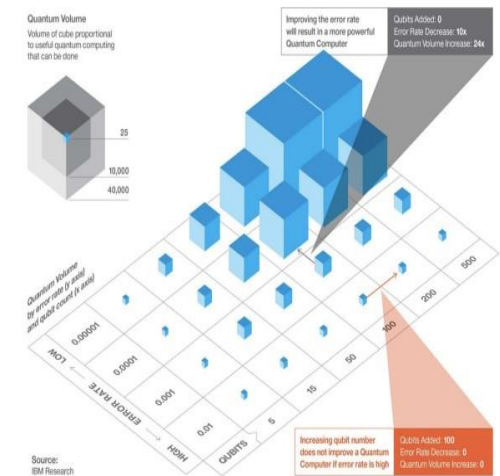 Quantum Volume
Volume of cube proportional
to useful quantum computing
that can be done
25
10,000
40,000
Improving the error rate
will result in a more powerful
Quantum Computer
Qubits Added: 0
Error Rate Decrease: 10x
Quantum Volume Increase: 24x
Quantum Volume
by error rate (y axis)
and qubit count (x axis)
0.00001
0.0001
0.001
0.01
LOW
ERROR RATE
HIGH
QUBITS
5
15
50
100
200
500
Increasing qubit number
does not improve a Quantum
Computer if error rate is high
Qubits Added: 100
Error Rate Decrease: 0
Quantum Volume Increase: 0
Source:
IBM Research